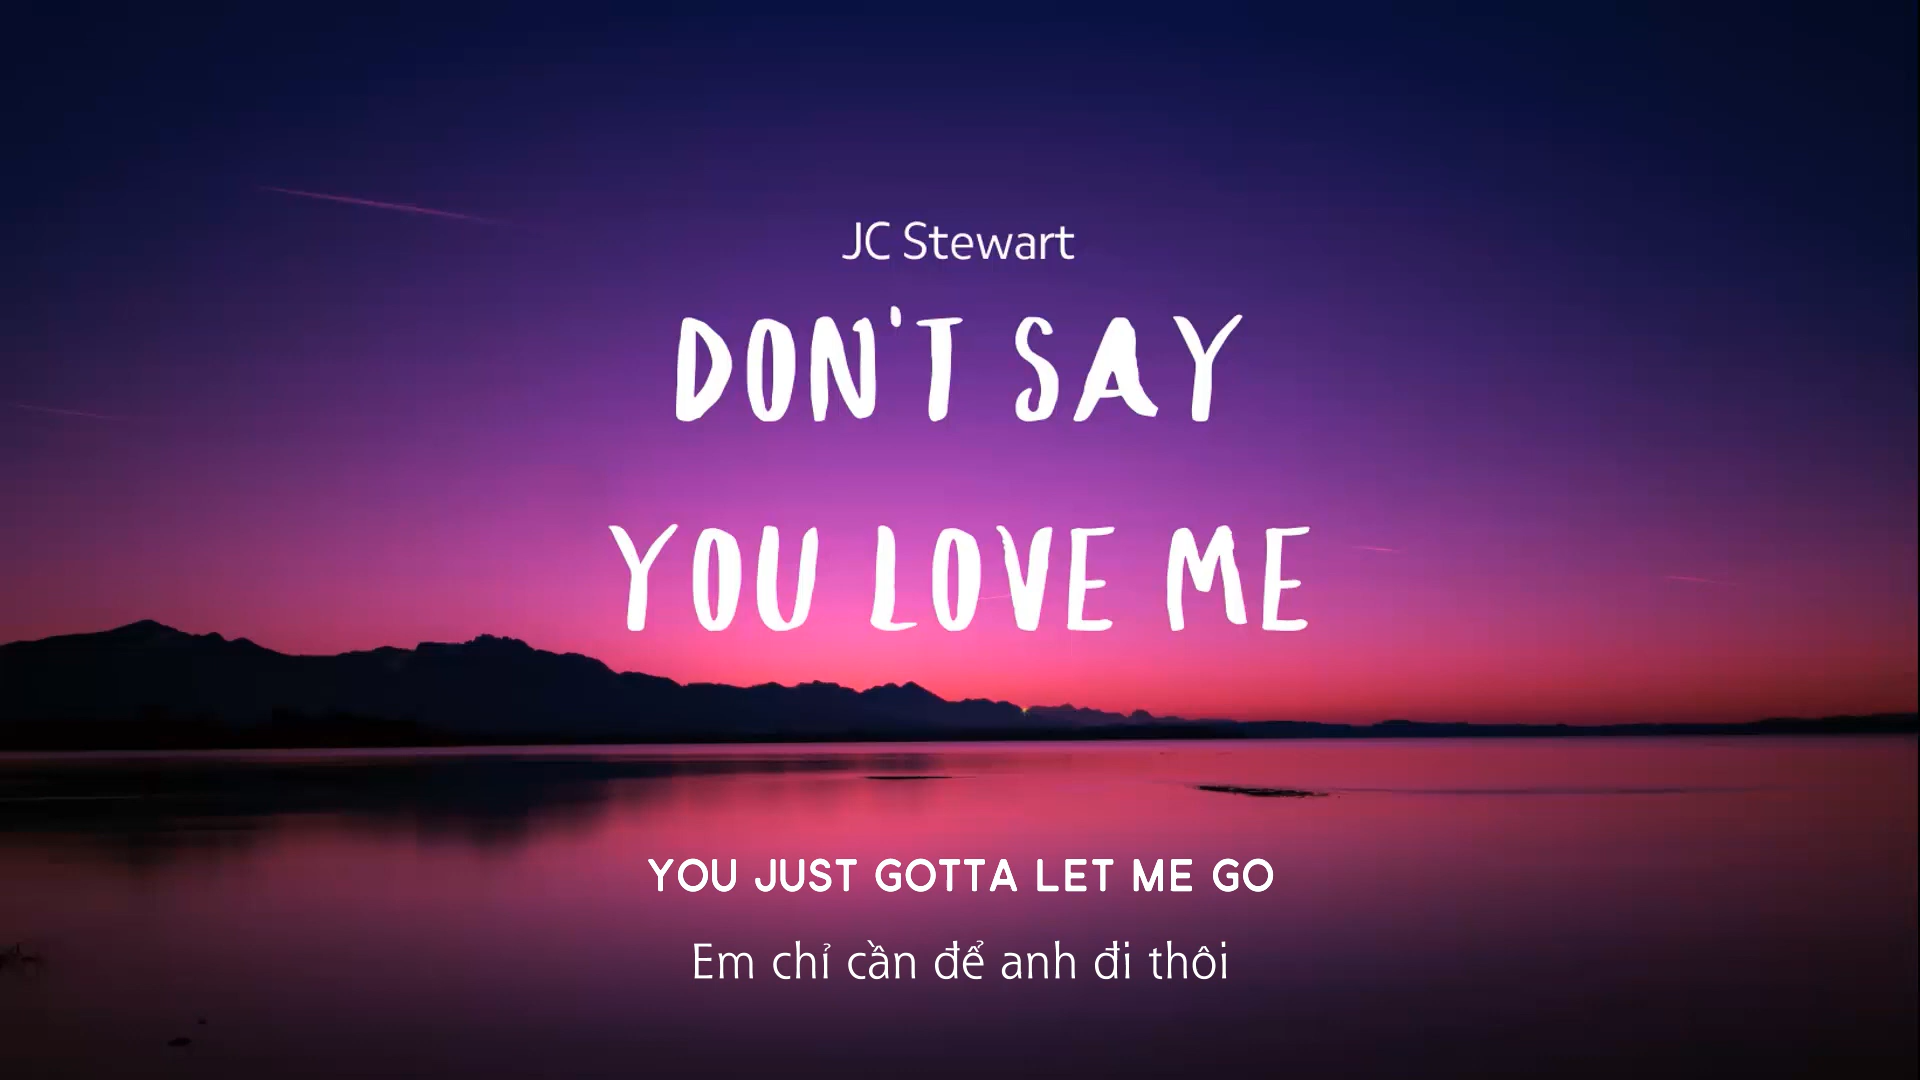 JC Stewart
DON'T SAY
YOU LOVE ME
YOU JUST GOTTA LET ME GO
Em chỉ cần để anh đi thôi